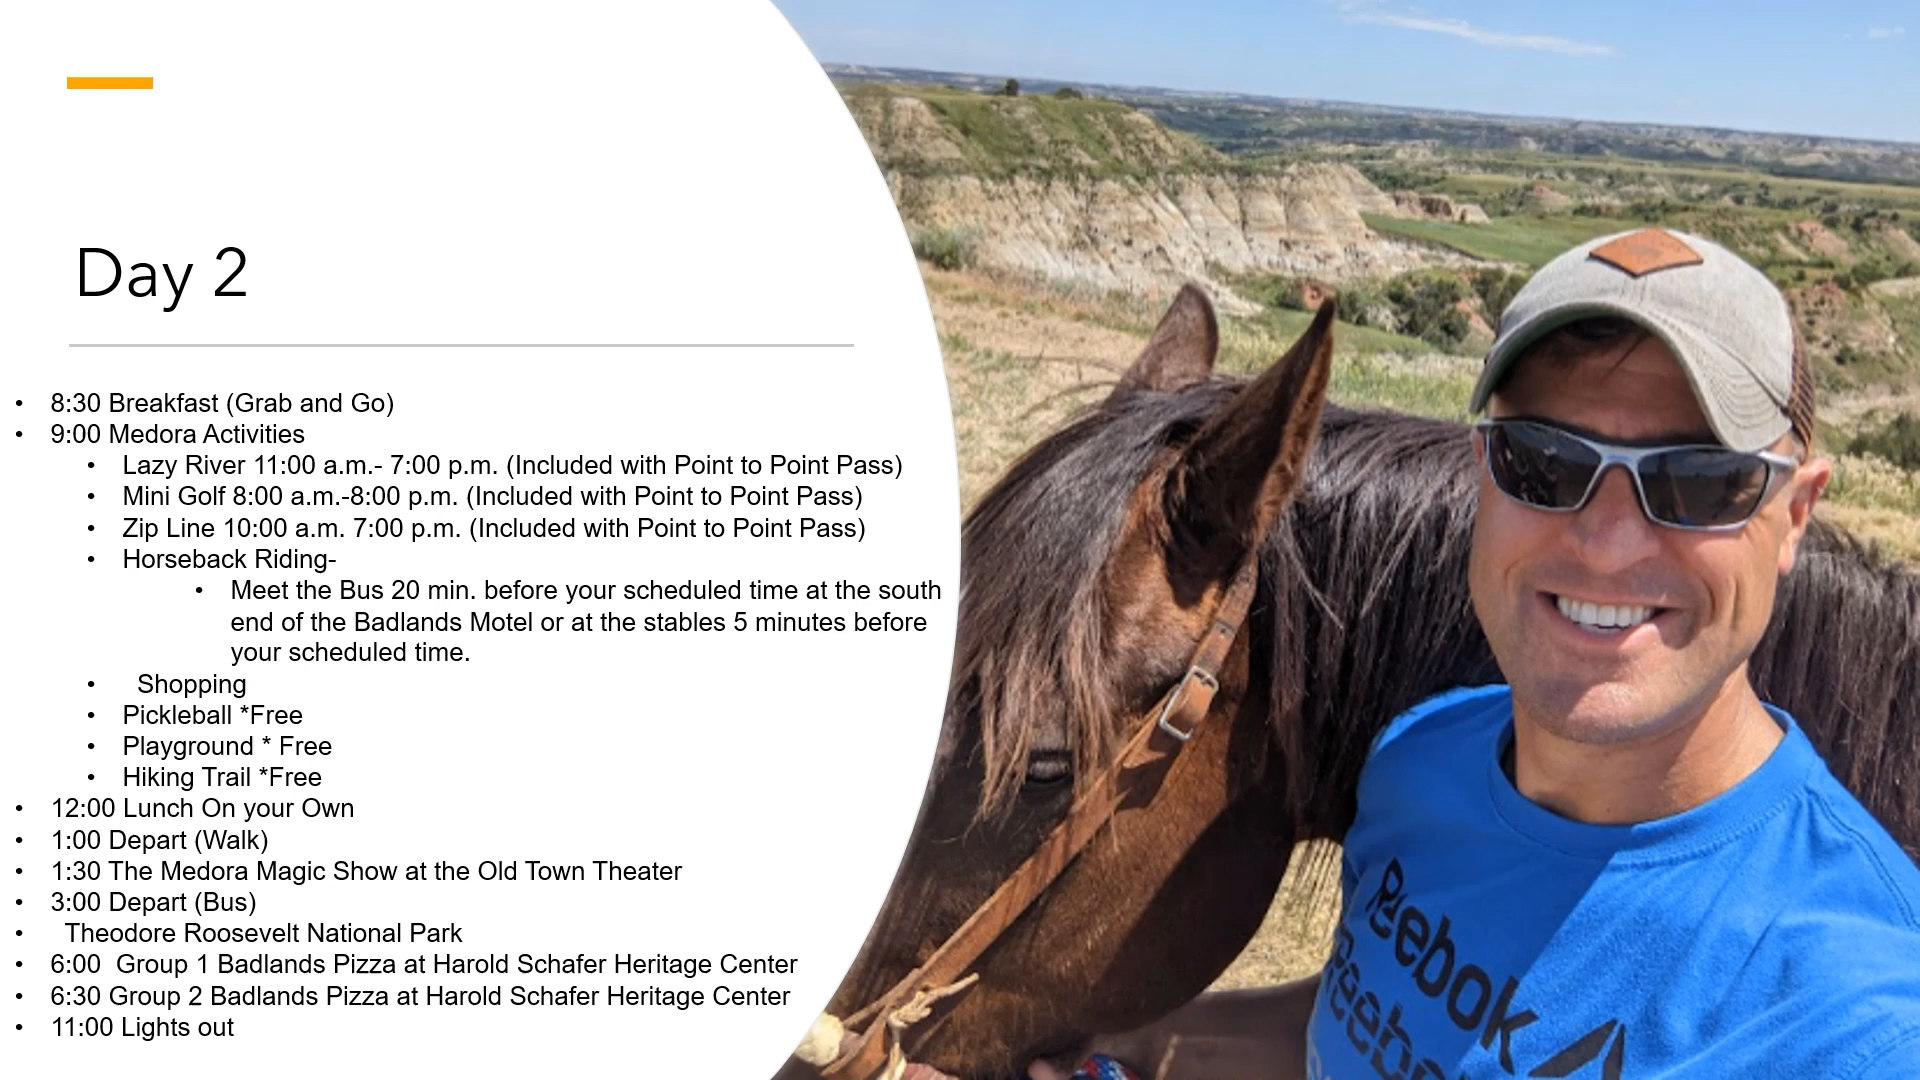 Day 2
• 8:30 Breakfast (Grab and Go)
• 9:00 Medora Activities
• Lazy River 11:00 a.m.- 7:00 p.m. (Included with Point to Point Pass)
• Mini Golf 8:00 a.m.-8:00 p.m. (Included with Point to Point Pass)
• Zip Line 10:00 a.m. 7:00 p.m. (Included with Point to Point Pass)
• Horseback Riding-
• Meet the Bus 20 min. before your scheduled time at the south
end of the Badlands Motel or at the stables 5 minutes before
your scheduled time.
• Shopping
• Pickleball *Free
• Playground * Free
• Hiking Trail *Free
• 12:00 Lunch On your Own
• 1:00 Depart (Walk)
• 1:30 The Medora Magic Show at the Old Town Theater
• 3:00 Depart (Bus)
• Theodore Roosevelt National Park
• 6:00  Group 1 Badlands Pizza at Harold Schafer Heritage Center
• 6:30 Group 2 Badlands Pizza at Harold Schafer Heritage Center
• 11:00 Lights out
Reebok